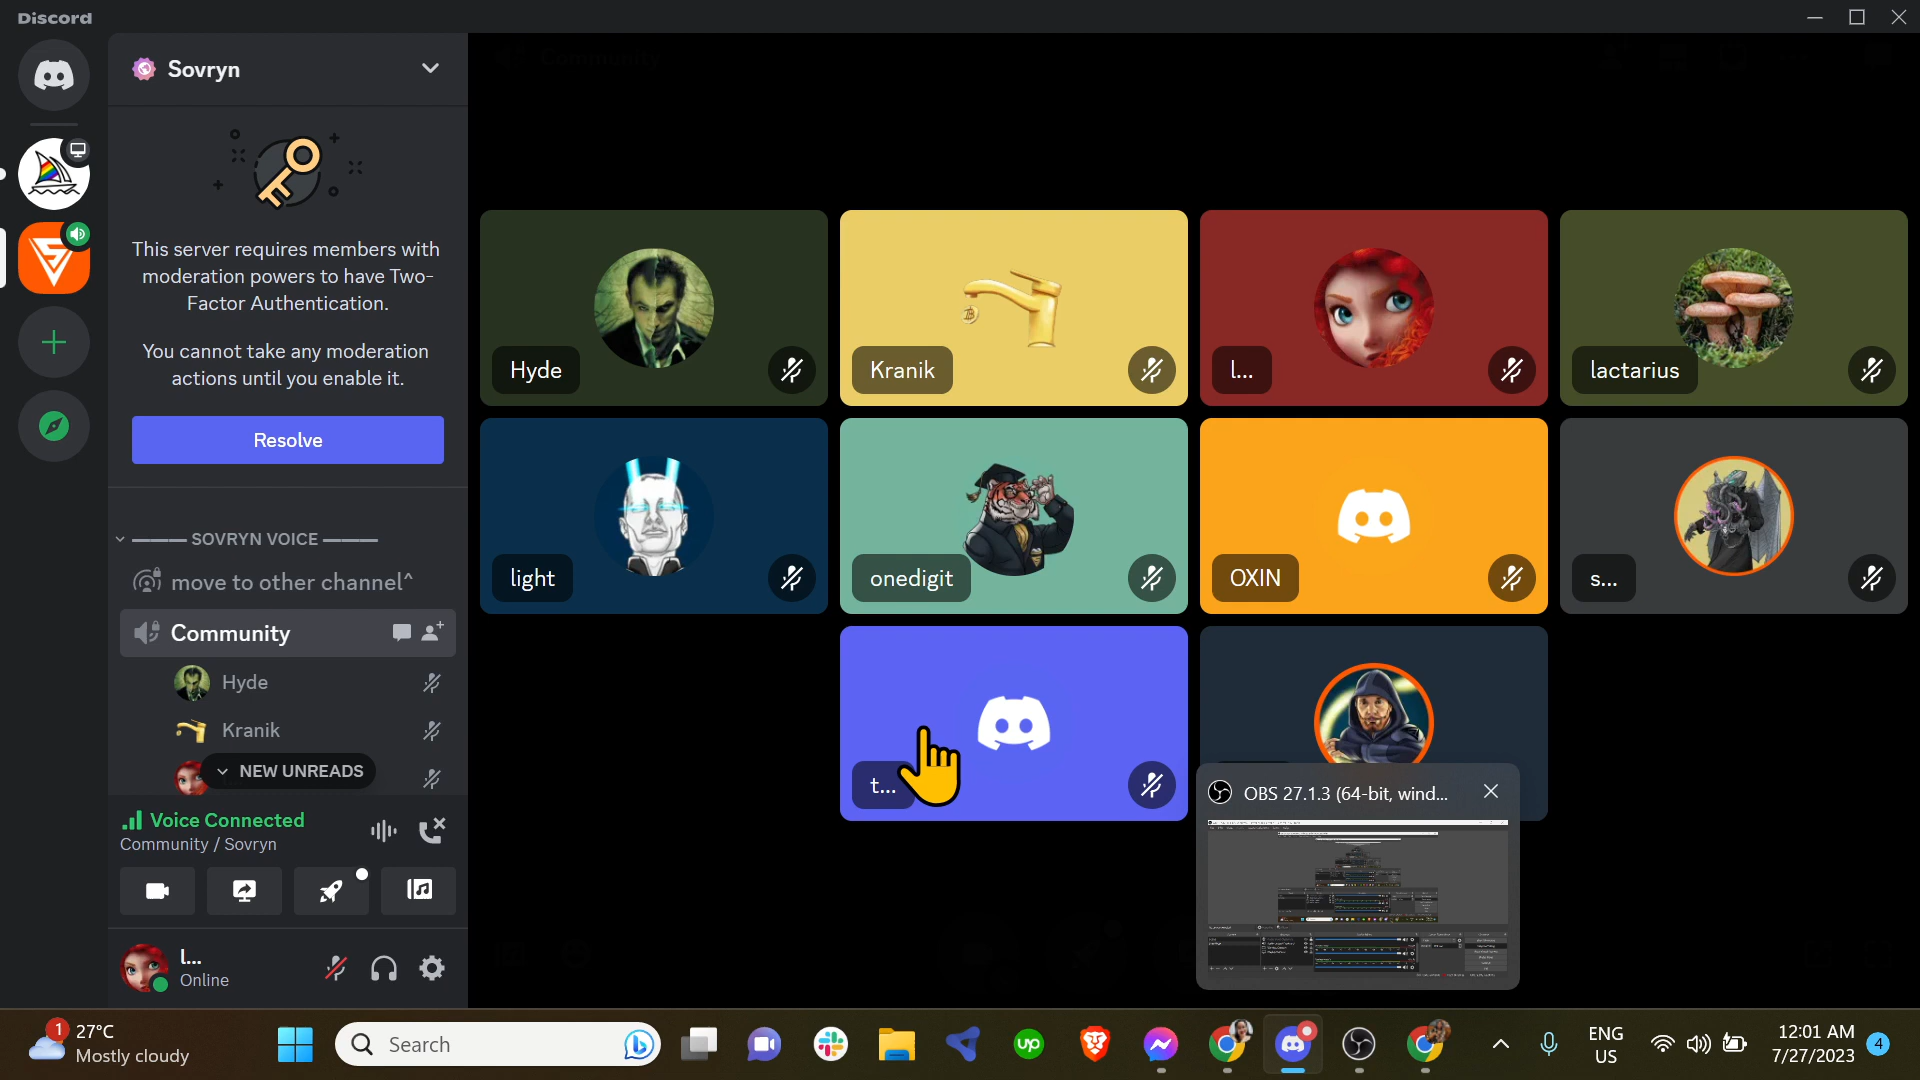 Discord
Sovryn
This server requires members with
moderation powers to have Two-
Factor Authentication.
You cannot take any moderation
actions until you enable it.
Resolve
SOVRYN VOICE
move to other channel^
Community
Hyde
Kranik
NEW UNREADS
Voice Connected
Community / Sovryn
l...
Online
Hyde
Kranik
l...
lactarius
light
onedigit
OXIN
s...
t...
OBS 27.1.3 (64-bit, wind...
1
27°C
Mostly cloudy
Search
up
ENG
US
12:01 AM
7/27/2023
4